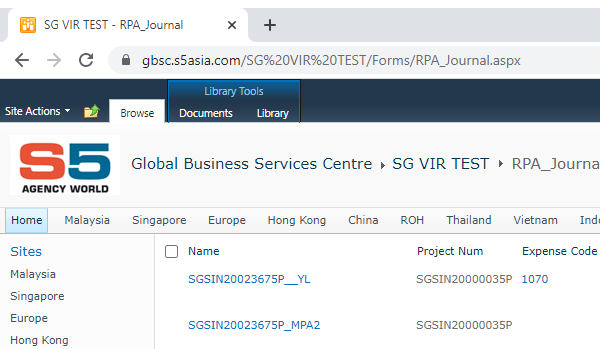 SG VIR TEST - RPA_Journal
gbsc.s5asia.com/SG%20VIR%20TEST/Forms/RPA_Journal.aspx
Library Tools
Site Actions Browse Documents Library
S5
AGENCY WORLD
Global Business Services Centre SG VIR TEST RPA_Journa
Home Malaysia Singapore Europe Hong Kong China ROH Thailand Vietnam Ind
Sites Name Project Num Expense Code
Malaysia
SGSIN20023675P__YL SGSIN20000035P 1070
Singapore
Europe
SGSIN20023675P_MPA2 SGSIN20000035P
Hong Kong